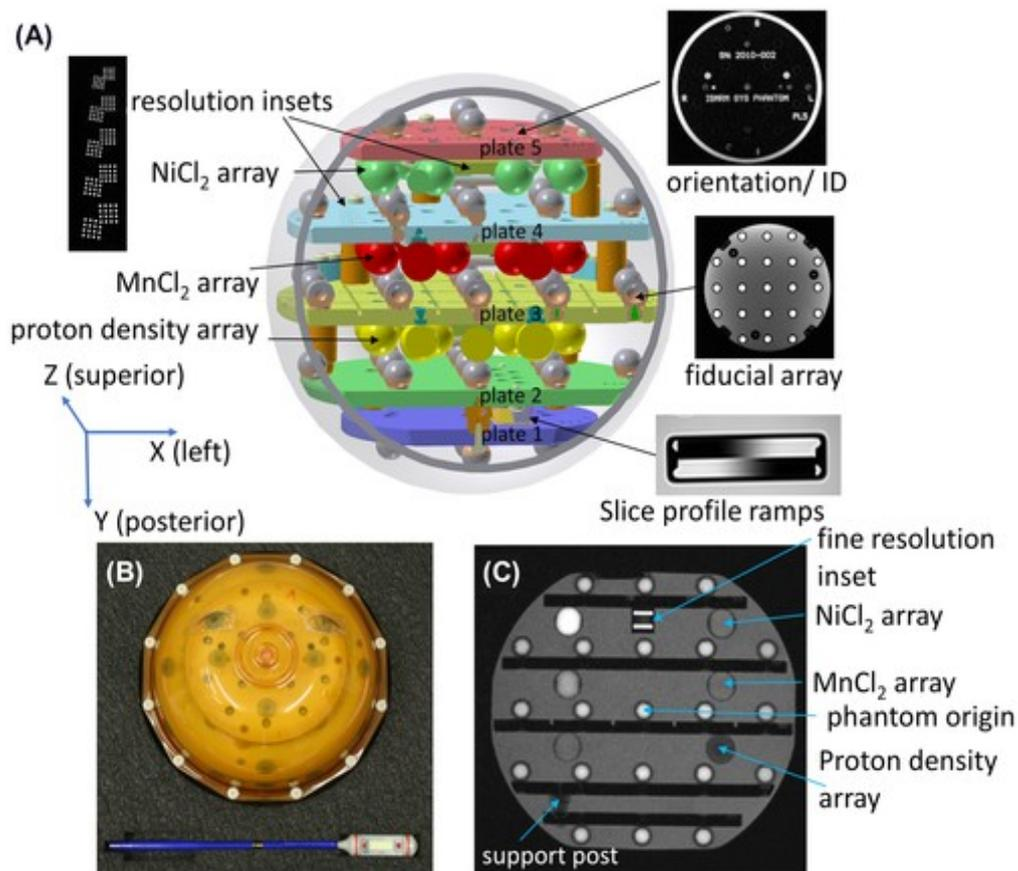 (A)
resolution insets
NiCl₂ array
MnCl₂ array
proton density array
Z (superior)
X (left)
Y (posterior)
plate 5
plate 4
plate 3
plate 2
plate 1
S
SN 2010-002
R
ISMRM SYS PHANTOM
L
PL5
I
orientation/ ID
fiducial array
Slice profile ramps
(B)
(C)
fine resolution
inset
NiCl₂ array
MnCl₂ array
phantom origin
Proton density
array
support post